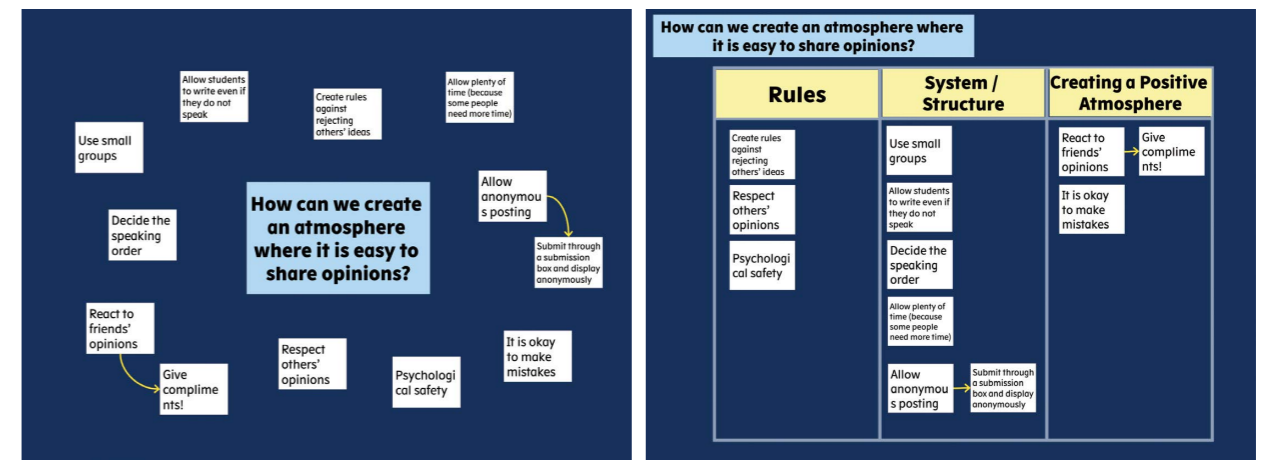 Allow students
to write even if
they do not
speak
Create rules
against
rejecting
others' ideas
Allow plenty of
time (because
some people
need more time)
Use small
groups
Allow
anonymou
s posting
Decide the
speaking
order
How can we create
an atmosphere
where it is easy to
share opinions?
Submit through
a submission
box and display
anonymously
React to
friends'
opinions
Give
complime
nts!
Respect
others'
opinions
Psychologi
cal safety
It is okay
to make
mistakes
How can we create an atmosphere where
it is easy to share opinions?
Rules
System /
Structure
Creating a Positive
Atmosphere
Create rules
against
rejecting
others' ideas
Respect
others'
opinions
Psychologi
cal safety
Use small
groups
Allow students
to write even if
they do not
speak
Decide the
speaking
order
Allow plenty of
time (because
some people
need more time)
Allow
anonymou
s posting
Submit through
a submission
box and display
anonymously
React to
friends'
opinions
Give
complime
nts!
It is okay
to make
mistakes